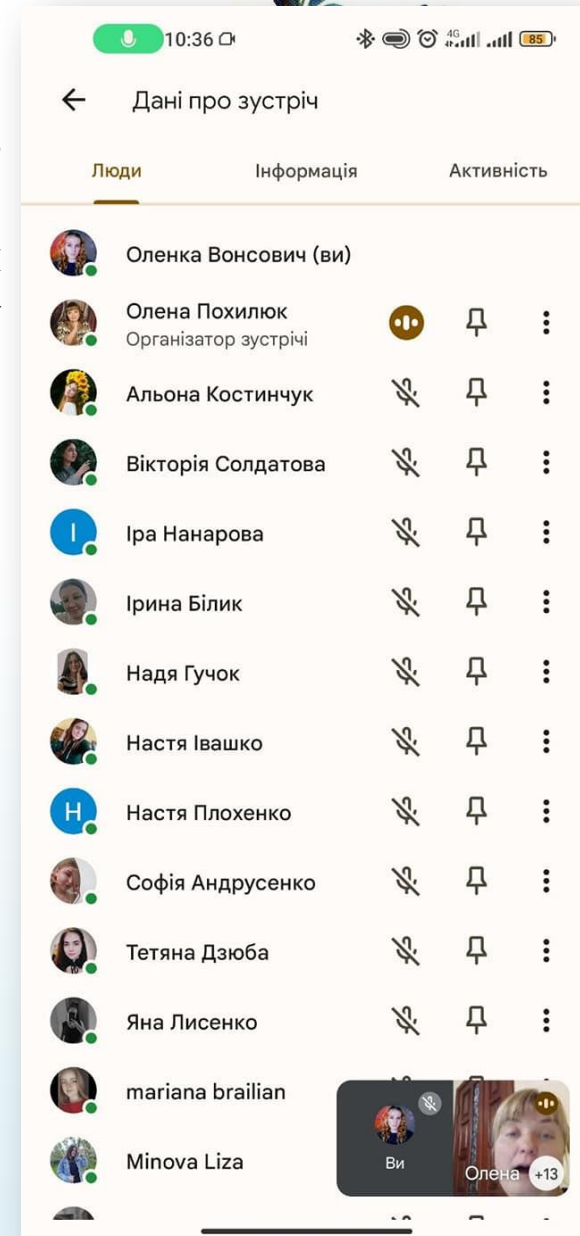 10:36
4G
85
Дані про зустріч
Люди
Інформація
Активність
Оленка Вонсович (ви)
Олена Похилюк
Організатор зустрічі
Альона Костинчук
Вікторія Солдатова
І
Іра Нанарова
Ірина Білик
Надя Гучок
Настя Івашко
Н
Настя Плохенко
Софія Андрусенко
Тетяна Дзюба
Яна Лисенко
mariana brailian
Minova Liza
Ви
Олена
+13